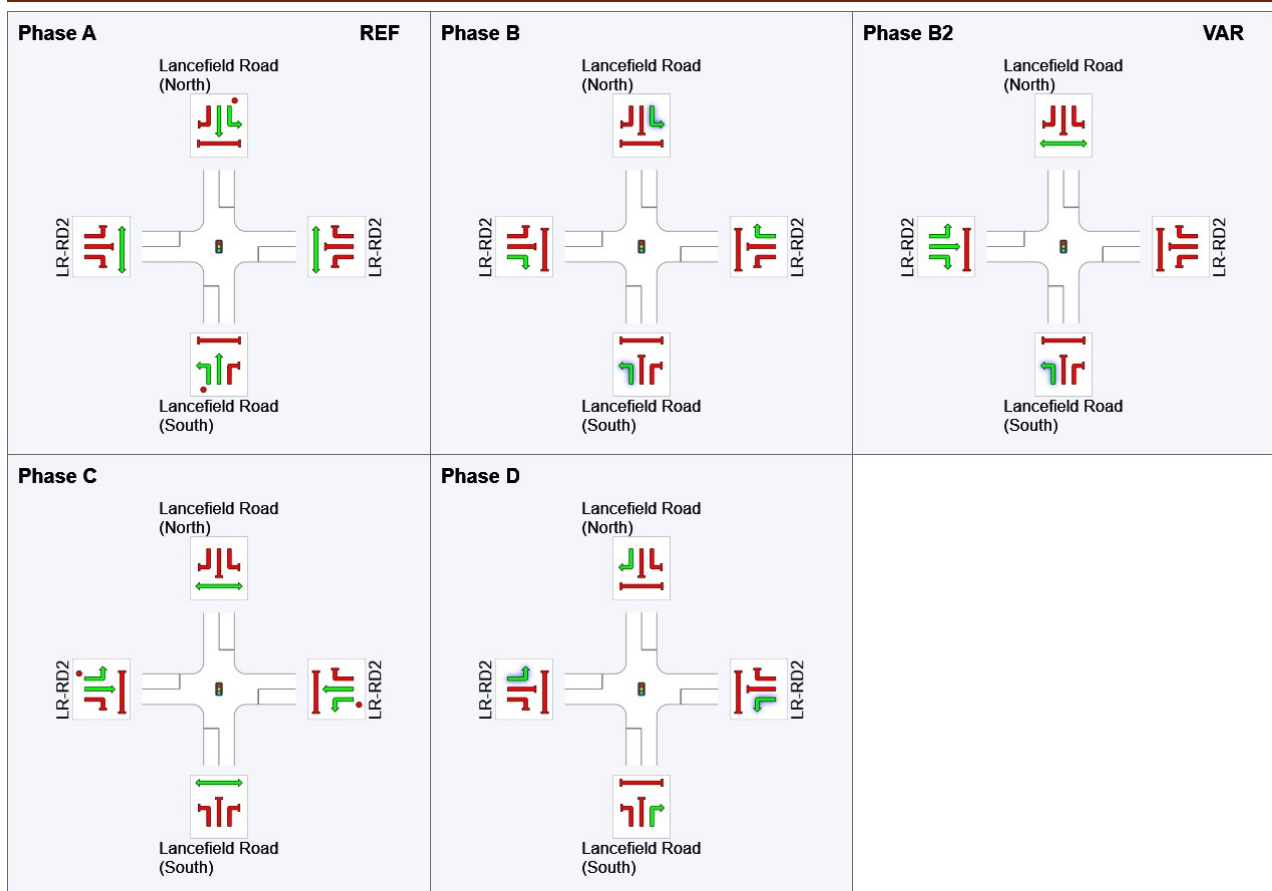 Phase A REF
Lancefield Road
(North)
LR-RD2
LR-RD2
Lancefield Road
(South)
Phase B
Lancefield Road
(North)
LR-RD2
LR-RD2
Lancefield Road
(South)
Phase B2 VAR
Lancefield Road
(North)
LR-RD2
LR-RD2
Lancefield Road
(South)
Phase C
Lancefield Road
(North)
LR-RD2
LR-RD2
Lancefield Road
(South)
Phase D
Lancefield Road
(North)
LR-RD2
LR-RD2
Lancefield Road
(South)